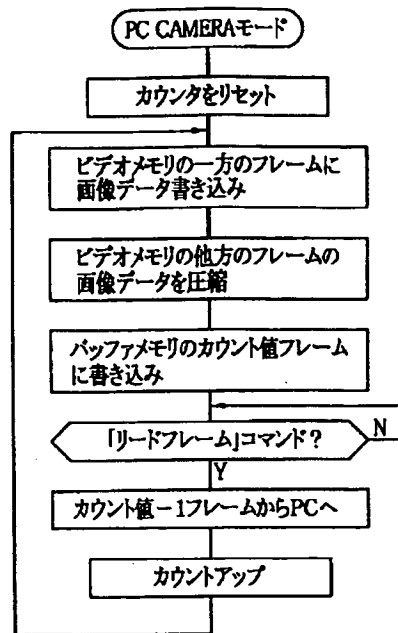 PC CAMERAモード
カウンタをリセット
ビデオメモリの一方のフレームに
画像データ書き込み
ビデオメモリの他方のフレームの
画像データを圧縮
バッファメモリのカウント値フレーム
に書き込み
「リードフレーム」コマンド?
N
Y
カウント値-1フレームからPCへ
カウントアップ